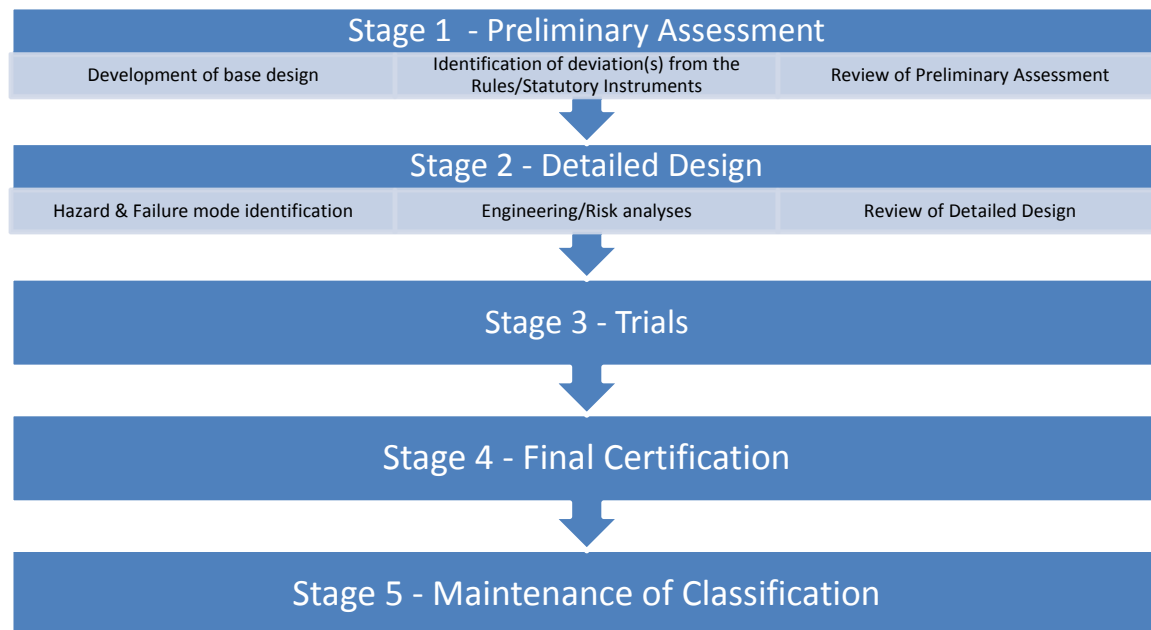 Stage 1  - Preliminary Assessment
Development of base design
Identification of deviation(s) from the
Rules/Statutory Instruments
Review of Preliminary Assessment
Stage 2 - Detailed Design
Hazard & Failure mode identification
Engineering/Risk analyses
Review of Detailed Design
Stage 3 - Trials
Stage 4 - Final Certification
Stage 5 - Maintenance of Classification